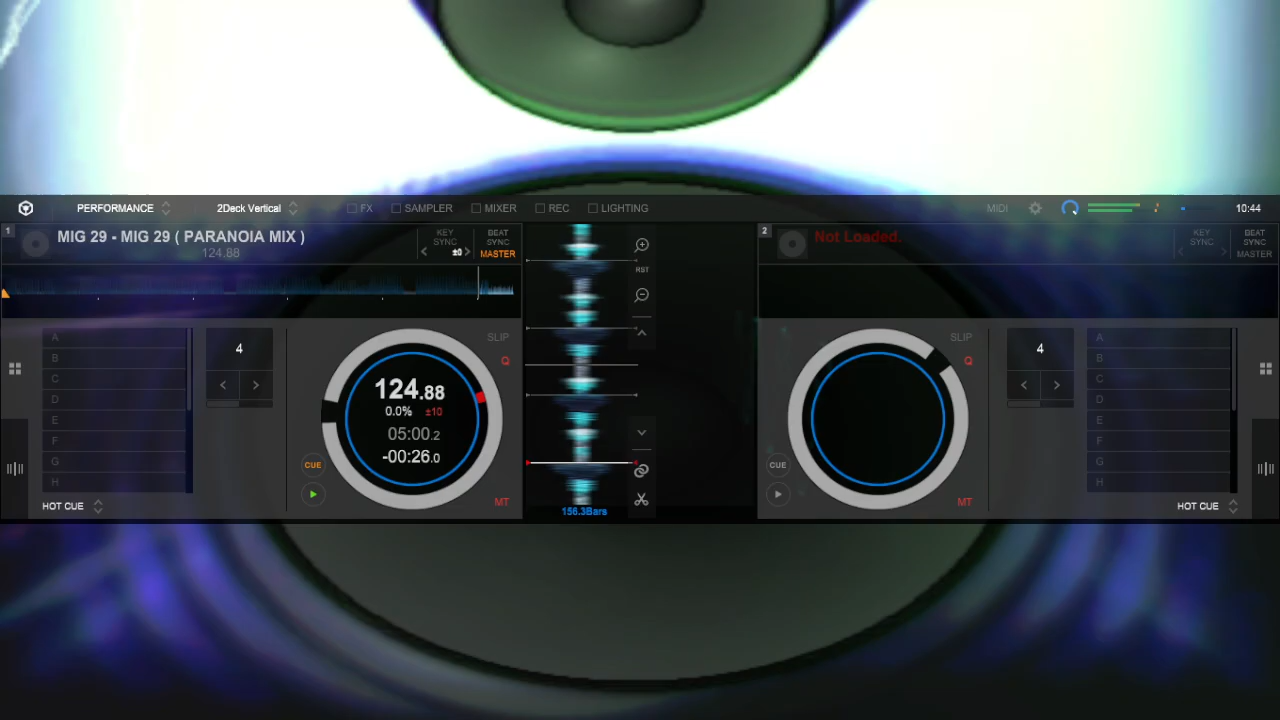 PERFORMANCE 2Deck Vertical FX SAMPLER MIXER REC LIGHTING MIDI 10:44
1 MIG 29 - MIG 29 ( PARANOIA MIX )
124.88
KEY SYNC
±0
BEAT SYNC
MASTER
RST
2 Not Loaded.
KEY SYNC
BEAT SYNC
MASTER
A
B
C
D
E
F
G
H
HOT CUE
4
SLIP
Q
124.88
0.0% ±10
05:00.2
-00:26.0
CUE
MT
156.3Bars
SLIP
Q
CUE
MT
4
A
B
C
D
E
F
G
H
HOT CUE